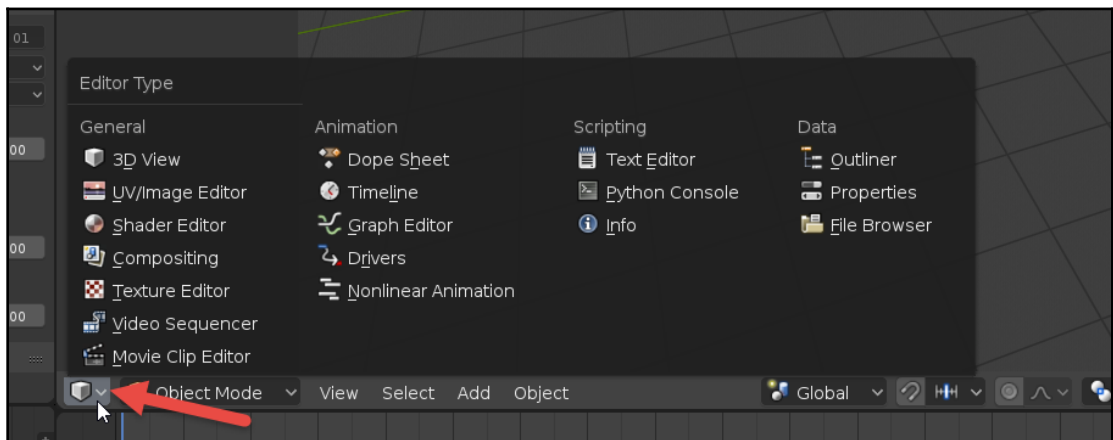 01
Editor Type
General
3D View
UV/Image Editor
Shader Editor
Compositing
Texture Editor
Video Sequencer
Movie Clip Editor
Animation
Dope Sheet
Timeline
Graph Editor
Drivers
Nonlinear Animation
Scripting
Text Editor
Python Console
Info
Data
Outliner
Properties
File Browser
00
00
00
Object Mode
View
Select
Add
Object
Global